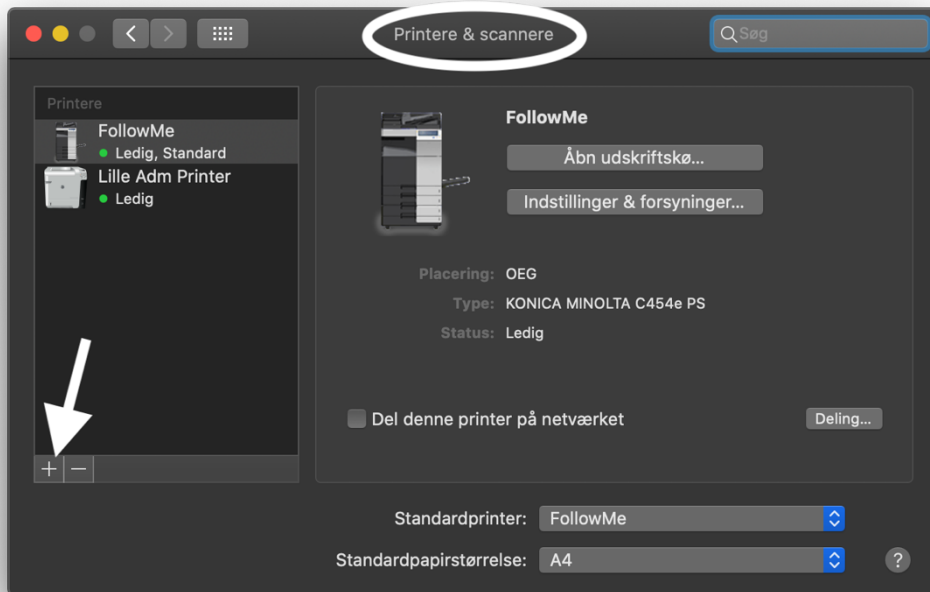 Printere & scannere
Søg
Printere
FollowMe
Ledig, Standard
Lille Adm Printer
Ledig
FollowMe
Åbn udskriftskø...
Indstillinger & forsyninger...
Placering: OEG
Type: KONICA MINOLTA C454e PS
Status: Ledig
Del denne printer på netværket
Deling...
Standardprinter: FollowMe
Standardpapirstørrelse: A4
?